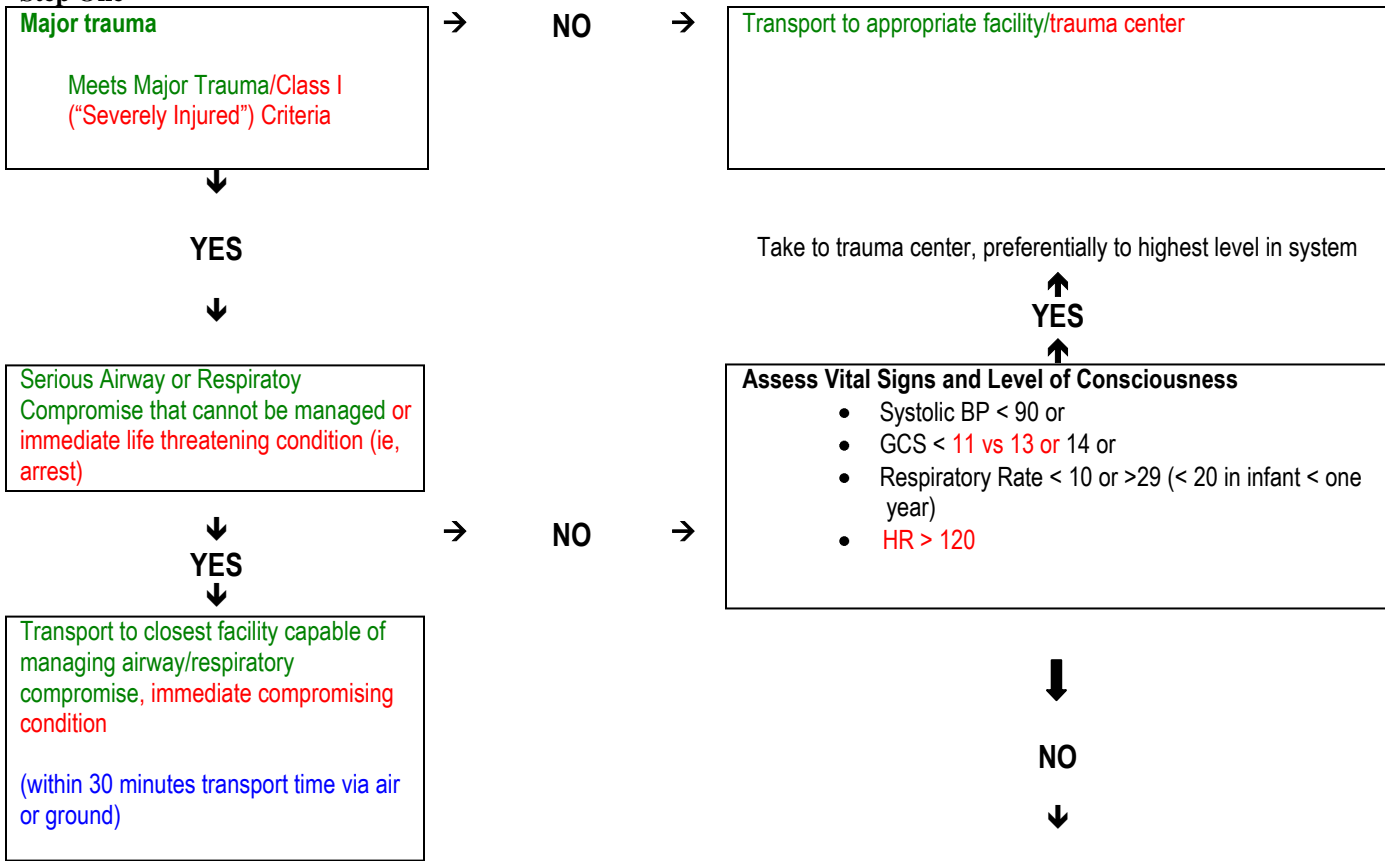 Step One
Major trauma
Meets Major Trauma/Class I
(“Severely Injured”) Criteria
→ NO →
Transport to appropriate facility/trauma center
↓
YES
↓
Take to trauma center, preferentially to highest level in system
↑
YES
↑
Serious Airway or Respiratoy
Compromise that cannot be managed or
immediate life threatening condition (ie,
arrest)
Assess Vital Signs and Level of Consciousness
• Systolic BP < 90 or
• GCS < 11 vs 13 or 14 or
• Respiratory Rate < 10 or >29 (< 20 in infant < one
year)
• HR > 120
↓
YES
↓
→ NO →
Transport to closest facility capable of
managing airway/respiratory
compromise, immediate compromising
condition
(within 30 minutes transport time via air
or ground)
↓
NO
↓